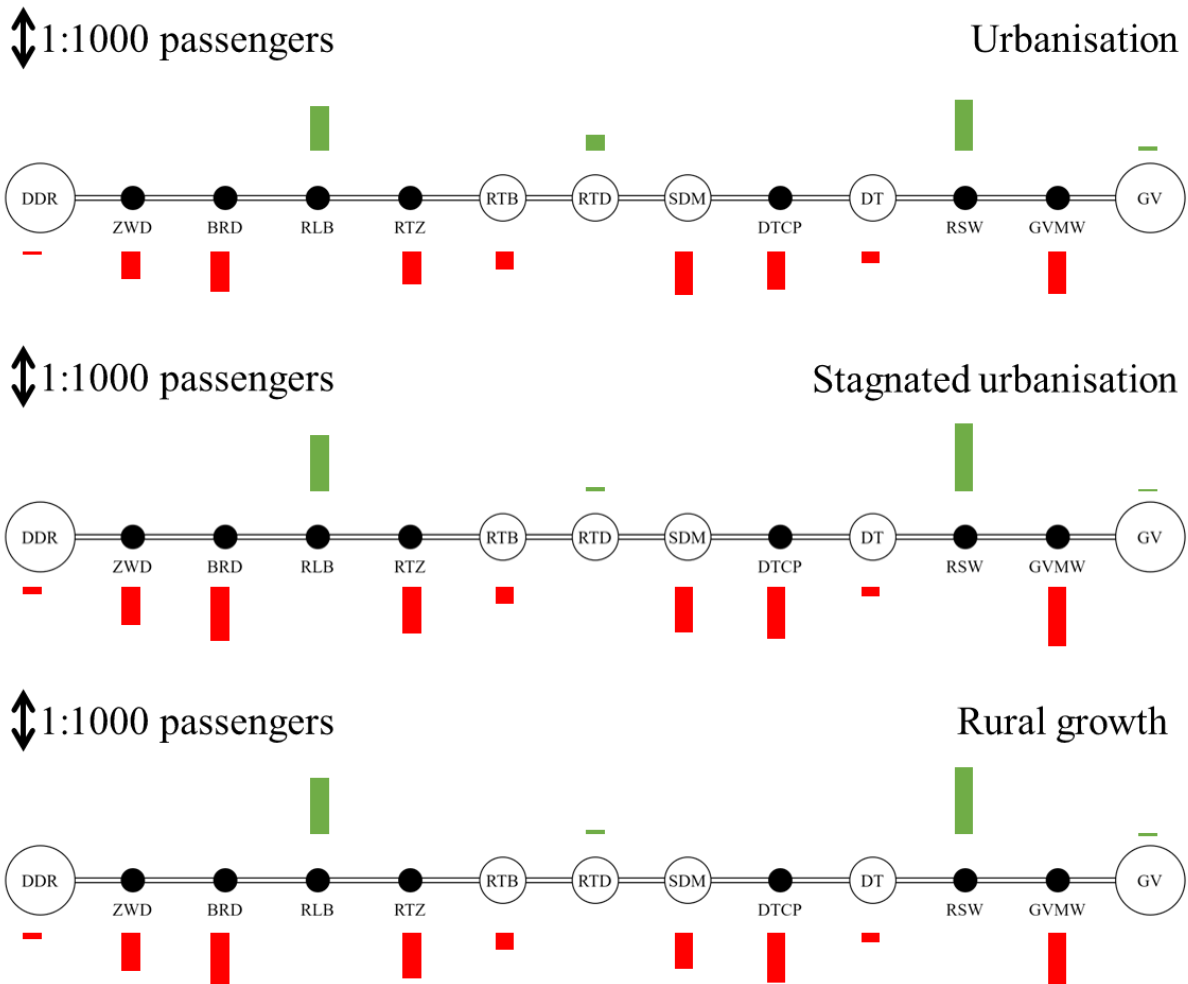 1:1000 passengers Urbanisation
DDR RTB RTD SDM DT GV
ZWD BRD RLB RTZ DTCP RSW GVMW
1:1000 passengers Stagnated urbanisation
DDR RTB RTD SDM DT GV
ZWD BRD RLB RTZ DTCP RSW GVMW
1:1000 passengers Rural growth
DDR RTB RTD SDM DT GV
ZWD BRD RLB RTZ DTCP RSW GVMW